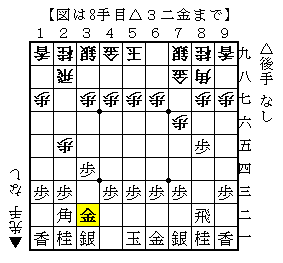 【図は8手目△３二金まで】
1 2 3 4 5 6 7 8 9
香 桂 銀 金 王 銀 桂 香 九
飛 金 角 八
歩 歩 歩 歩 歩 歩 歩 七
歩 六
歩 歩 五
歩 四
歩 歩 歩 歩 歩 歩 歩 三
角 金 飛 二
香 桂 銀 玉 金 銀 桂 香 一
△後手 なし
▲先手 なし